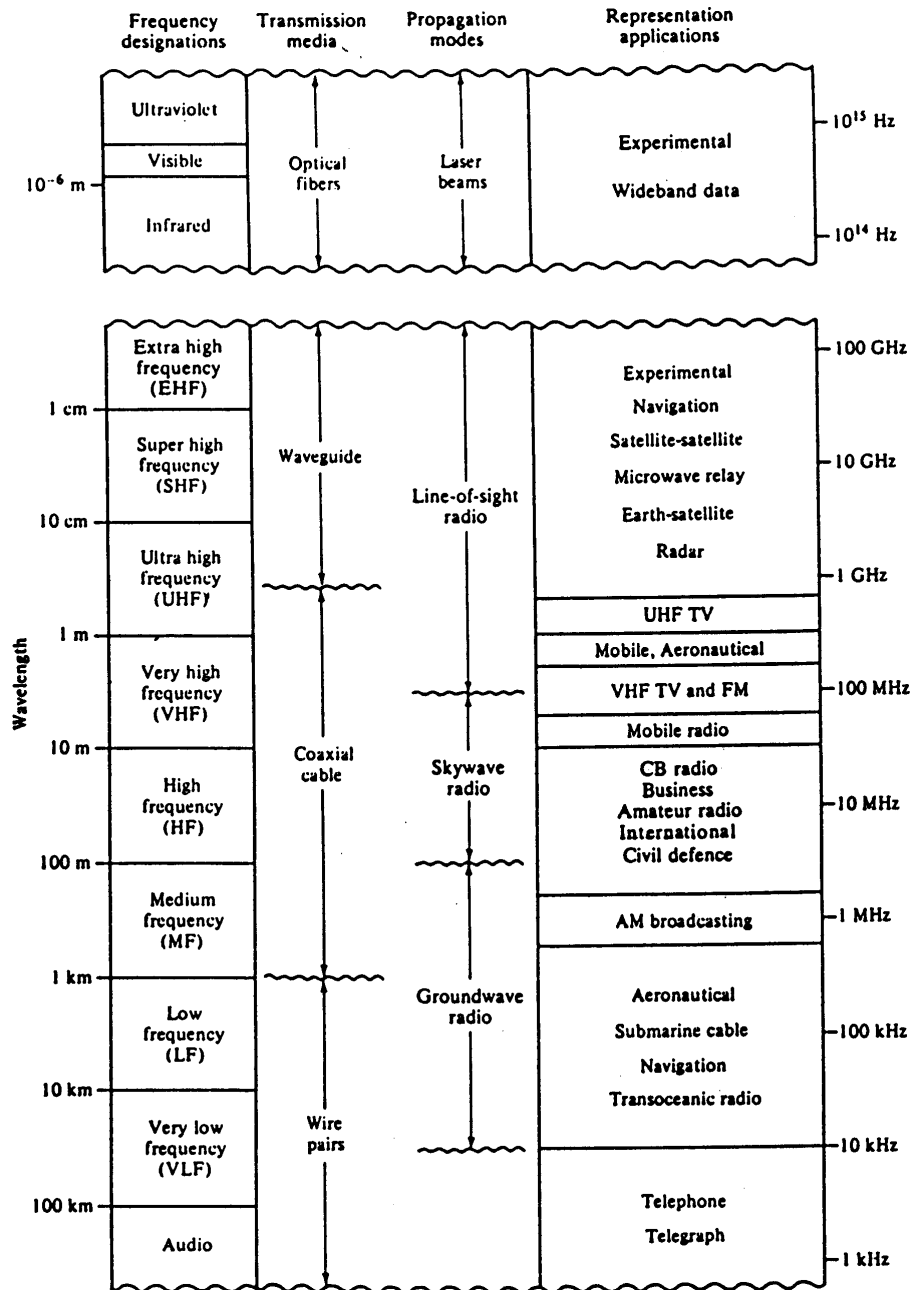 Frequency designations
Transmission media
Propagation modes
Representation applications
Ultraviolet
Visible
Infrared
10⁻⁶ m
Optical fibers
Laser beams
Experimental
Wideband data
10¹⁵ Hz
10¹⁴ Hz
Wavelength
Extra high
frequency
(EHF)
1 cm
Super high
frequency
(SHF)
10 cm
Ultra high
frequency
(UHF)
1 m
Very high
frequency
(VHF)
10 m
High
frequency
(HF)
100 m
Medium
frequency
(MF)
1 km
Low
frequency
(LF)
10 km
Very low
frequency
(VLF)
100 km
Audio
Waveguide
Coaxial
cable
Wire
pairs
Line-of-sight
radio
Skywave
radio
Groundwave
radio
Experimental
Navigation
Satellite-satellite
Microwave relay
Earth-satellite
Radar
UHF TV
Mobile, Aeronautical
VHF TV and FM
Mobile radio
CB radio
Business
Amateur radio
International
Civil defence
AM broadcasting
Aeronautical
Submarine cable
Navigation
Transoceanic radio
Telephone
Telegraph
100 GHz
10 GHz
1 GHz
100 MHz
10 MHz
1 MHz
100 kHz
10 kHz
1 kHz